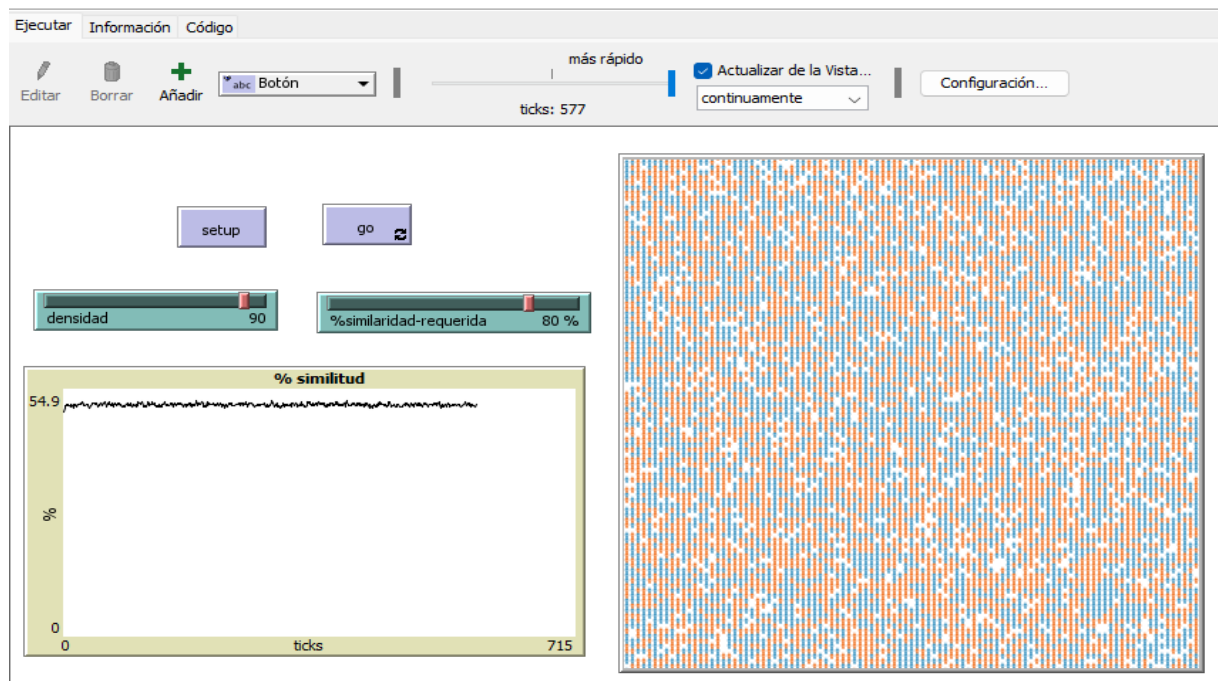 Ejecutar Información Código
más rápido
Editar Borrar Añadir abc Botón
ticks: 577
Actualizar de la Vista...
continuamente
Configuración...
setup go
densidad 90
%similaridad-requerida 80 %
% similitud
54.9
%
0
0 ticks 715